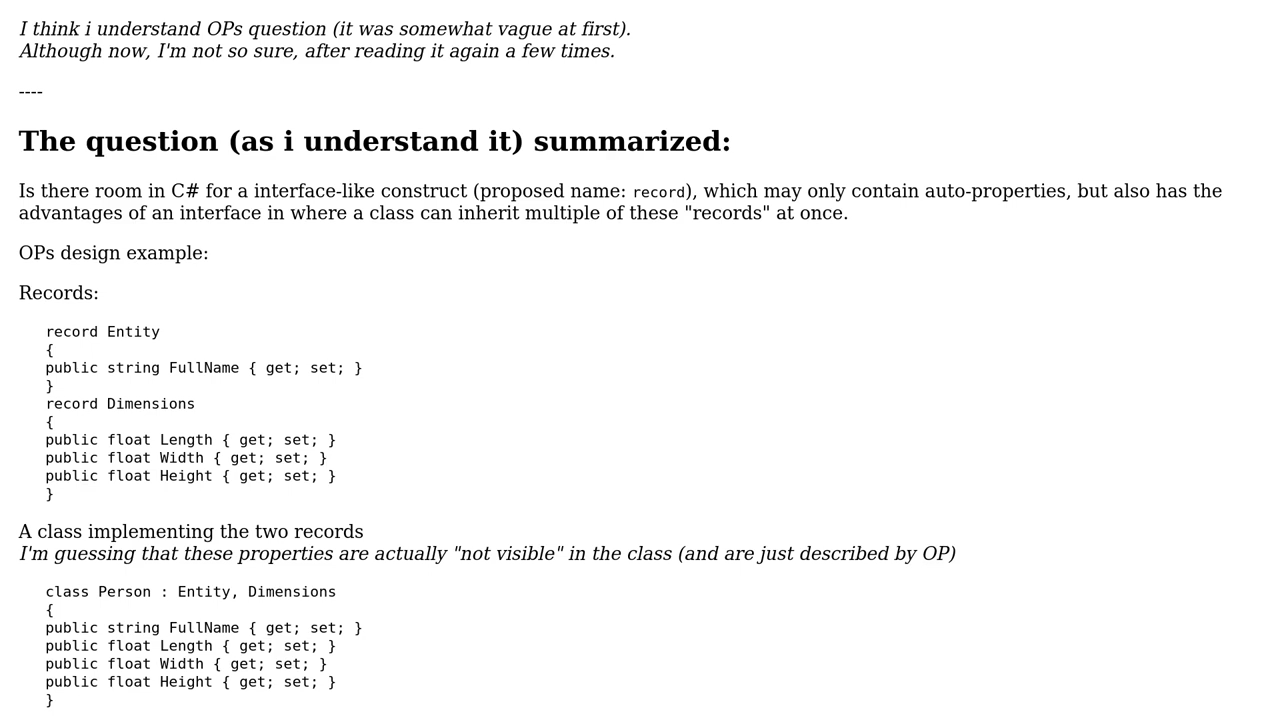 I think i understand OPs question (it was somewhat vague at first).
Although now, I'm not so sure, after reading it again a few times.
----
The question (as i understand it) summarized:
Is there room in C# for a interface-like construct (proposed name: record), which may only contain auto-properties, but also has the
advantages of an interface in where a class can inherit multiple of these "records" at once.
OPs design example:
Records:
record Entity
{
public string FullName { get; set; }
}
record Dimensions
{
public float Length { get; set; }
public float Width { get; set; }
public float Height { get; set; }
}
A class implementing the two records
I'm guessing that these properties are actually "not visible" in the class (and are just described by OP)
class Person : Entity, Dimensions
{
public string FullName { get; set; }
public float Length { get; set; }
public float Width { get; set; }
public float Height { get; set; }
}